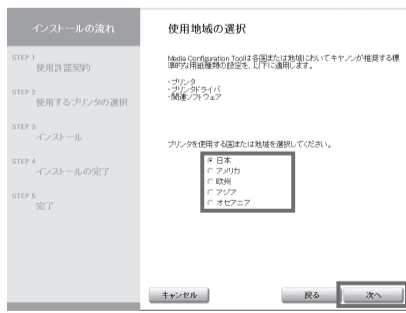 インストールの流れ
STEP 1
使用許諾契約
STEP 2
使用するプリンタの選択
STEP 3
インストール
STEP 4
インストールの完了
STEP 5
完了
使用地域の選択
Media Configuration Toolは各国または地域においてキヤノンが推奨する標
準的な用紙種類の設定を、以下に適用します。
・プリンタ
・プリンタドライバ
・関連ソフトウェア
プリンタを使用する国または地域を選択してください。
日本
アメリカ
欧州
アジア
オセアニア
キャンセル
戻る
次へ